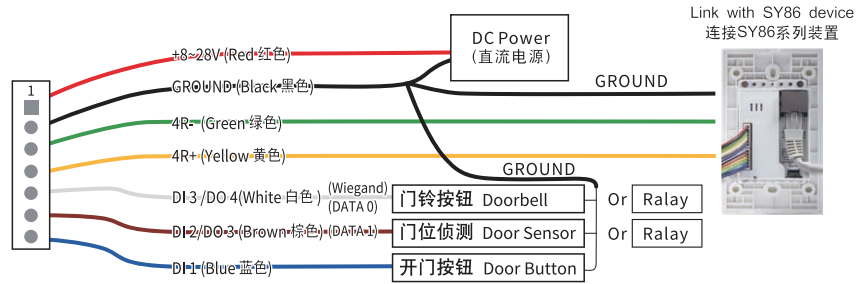 Link with SY86 device
连接SY86系列装置
DC Power
(直流电源)
+8~28V (Red 红色)
GROUND (Black 黑色)
GROUND
1
4R- (Green 绿色)
4R+ (Yellow 黄色)
GROUND
DI 3 /DO 4(White 白色 )
(Wiegand)
(DATA 0)
门铃按钮 Doorbell
Or
Ralay
DI 2/DO 3 (Brown 棕色)
(DATA 1)
门位侦测 Door Sensor
Or
Ralay
DI 1 (Blue 蓝色)
开门按钮 Door Button